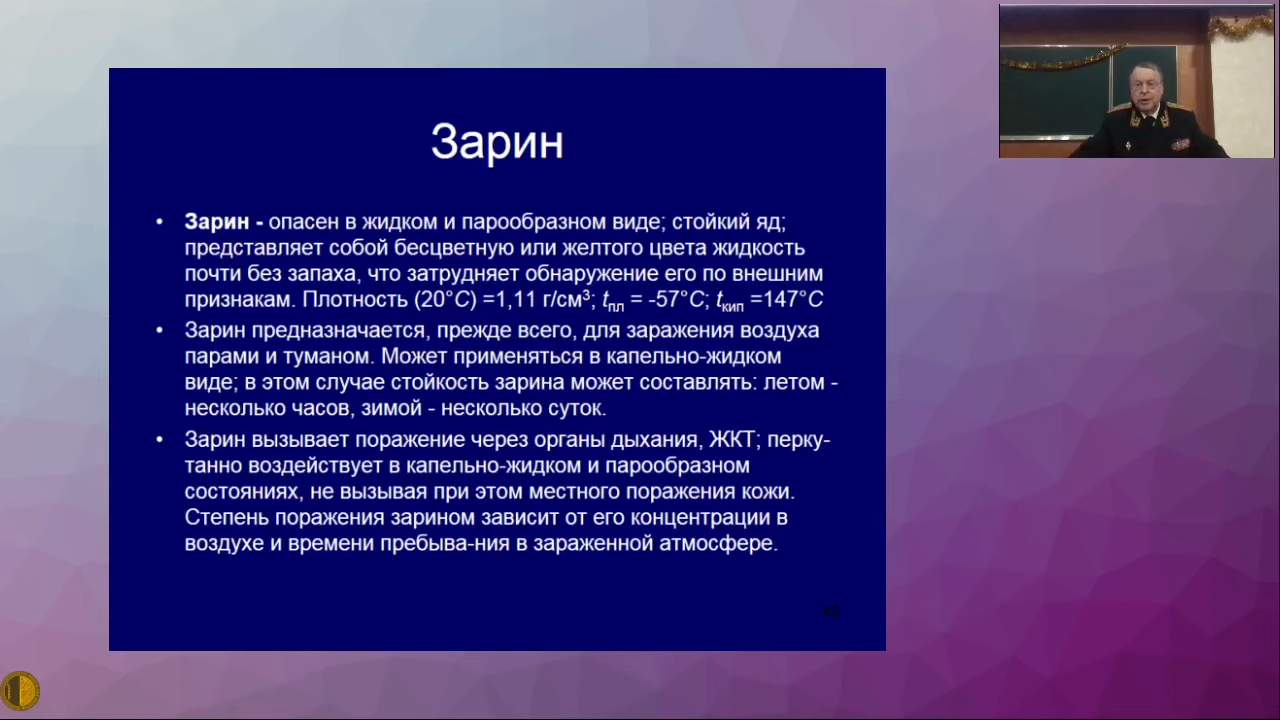 Зарин
• Зарин - опасен в жидком и парообразном виде; стойкий яд;
представляет собой бесцветную или желтого цвета жидкость
почти без запаха, что затрудняет обнаружение его по внешним
признакам. Плотность (20°С) =1,11 г/см³; tпл = -57°С; tкип =147°С
• Зарин предназначается, прежде всего, для заражения воздуха
парами и туманом. Может применяться в капельно-жидком
виде; в этом случае стойкость зарина может составлять: летом -
несколько часов, зимой - несколько суток.
• Зарин вызывает поражение через органы дыхания, ЖКТ; перку-
танно воздействует в капельно-жидком и парообразном
состояниях, не вызывая при этом местного поражения кожи.
Степень поражения зарином зависит от его концентрации в
воздухе и времени пребыва-ния в зараженной атмосфере.